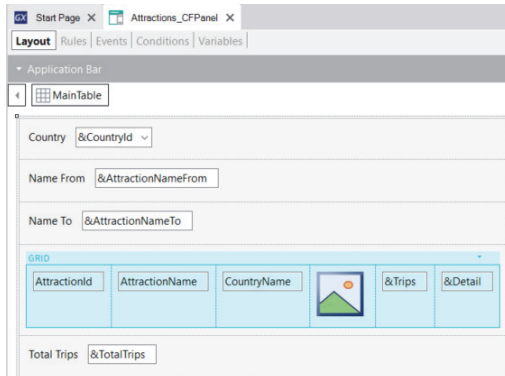 GX Start Page X Attractions_CFPanel X
Layout Rules Events Conditions Variables
Application Bar
MainTable
Country &CountryId
Name From &AttractionNameFrom
Name To &AttractionNameTo
GRID
AttractionId AttractionName CountryName &Trips &Detail
Total Trips &TotalTrips